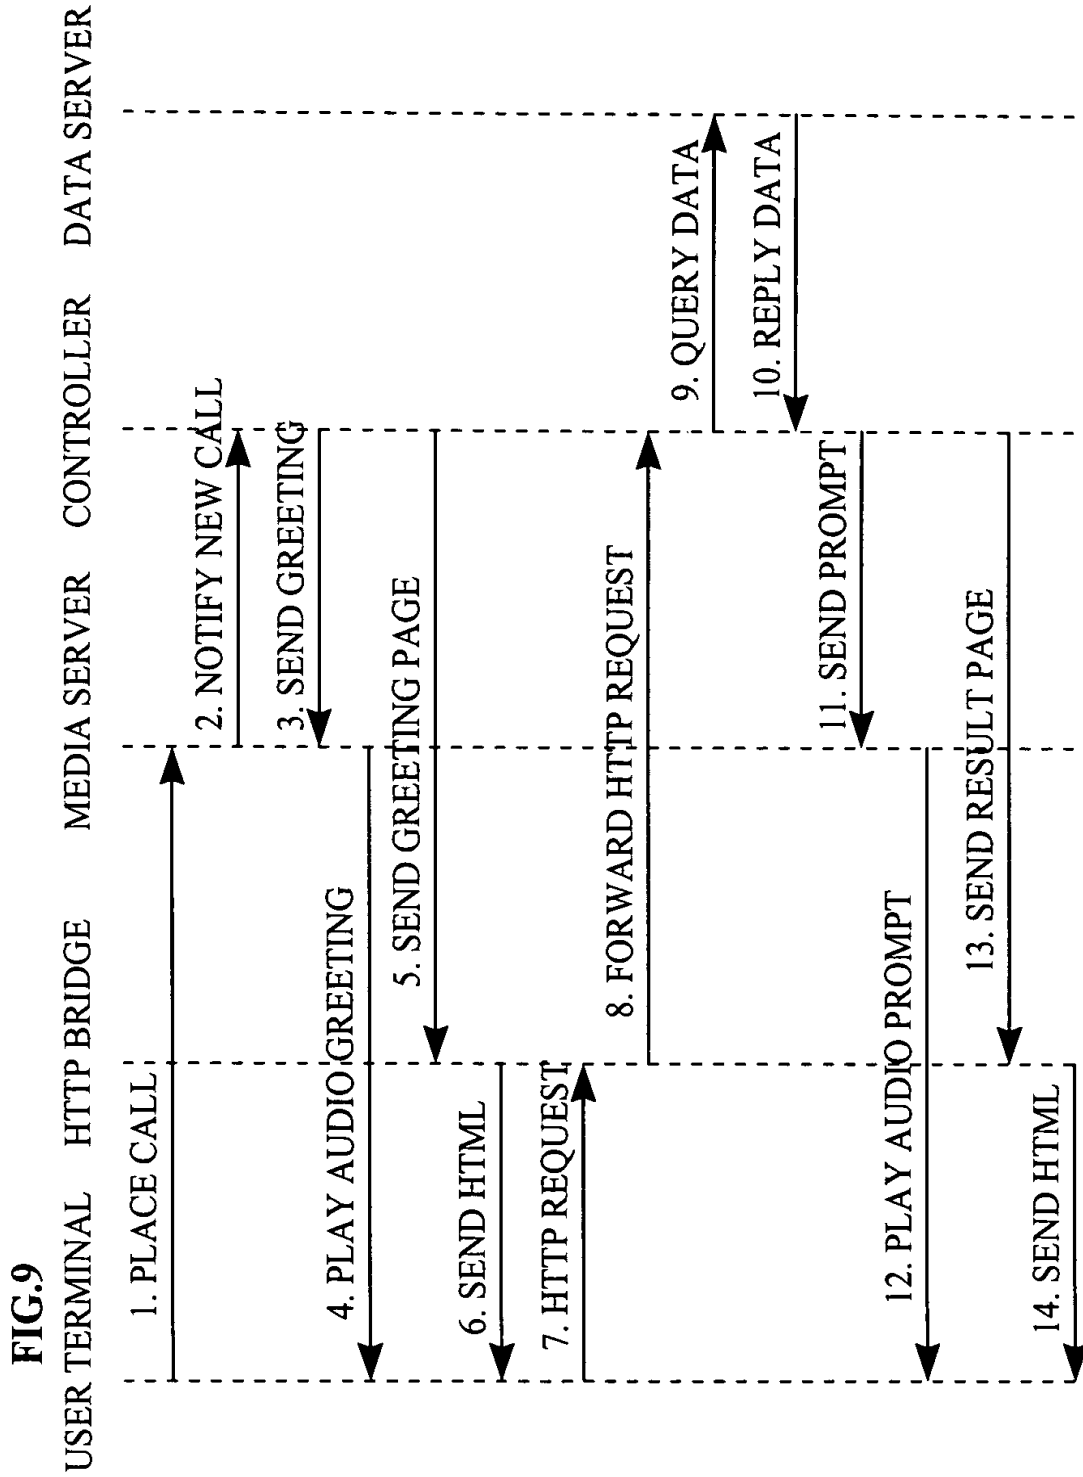 FIG.9
USER TERMINAL HTTP BRIDGE MEDIA SERVER CONTROLLER DATA SERVER
1. PLACE CALL
2. NOTIFY NEW CALL
3. SEND GREETING
4. PLAY AUDIO GREETING
5. SEND GREETING PAGE
6. SEND HTML
7. HTTP REQUEST
8. FORWARD HTTP REQUEST
9. QUERY DATA
10. REPLY DATA
11. SEND PROMPT
12. PLAY AUDIO PROMPT
13. SEND RESULT PAGE
14. SEND HTML